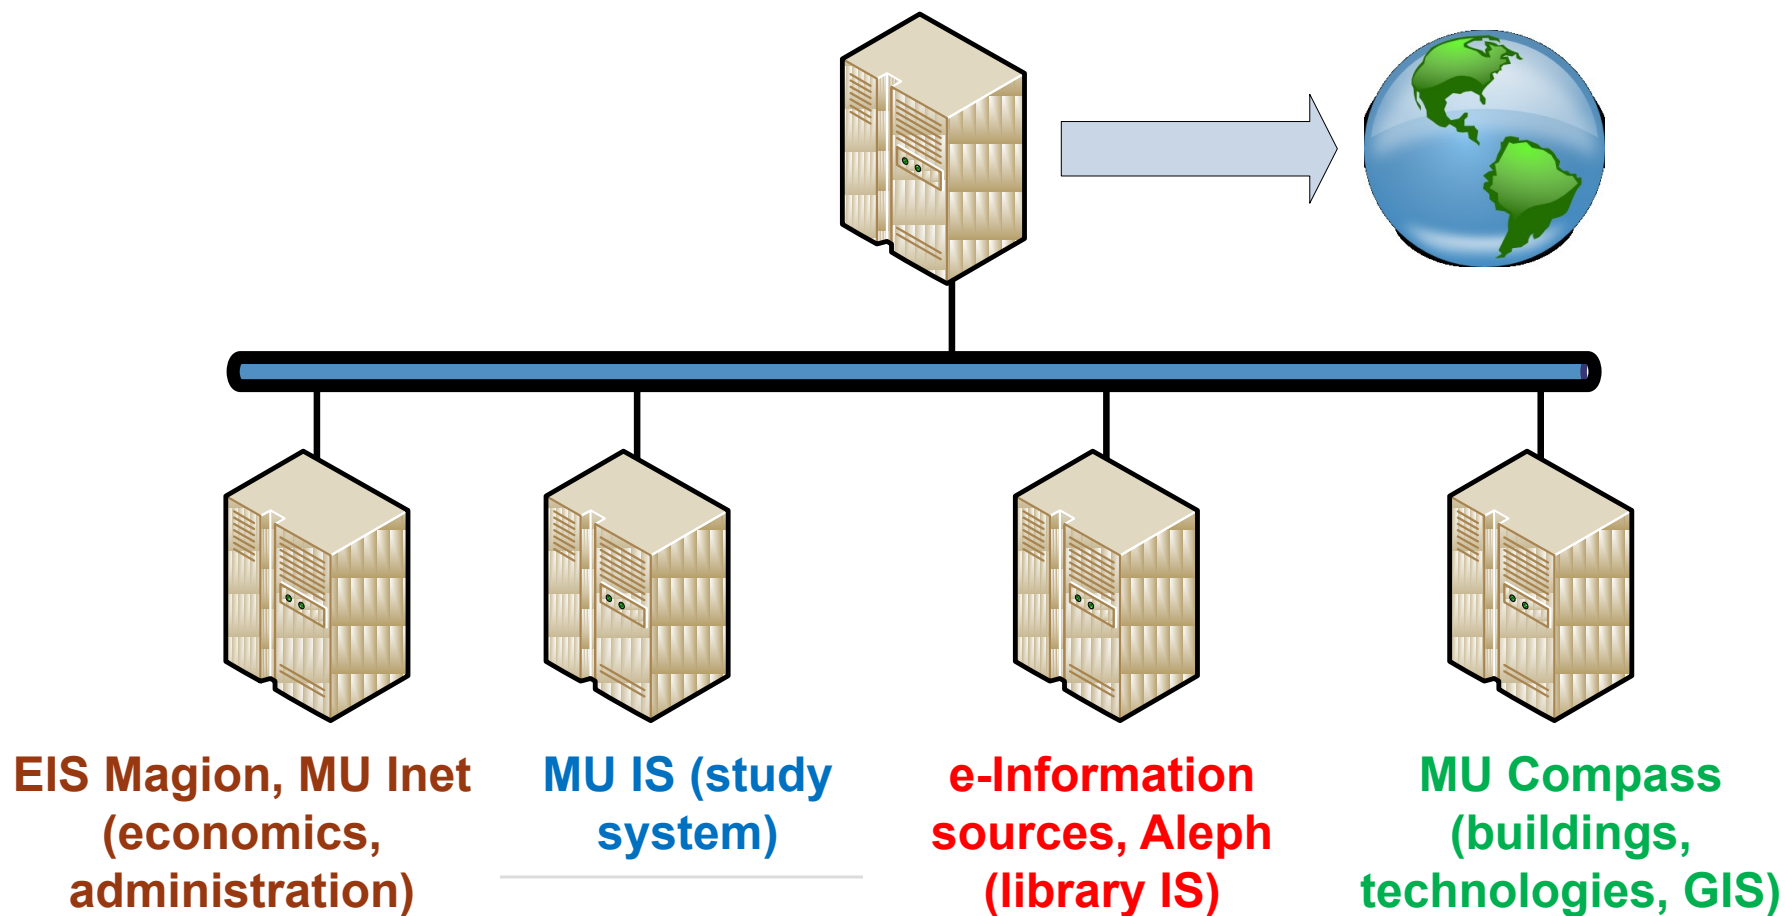 EIS Magion, MU Inet
(economics,
administration)
MU IS (study
system)
e-Information
sources, Aleph
(library IS)
MU Compass
(buildings,
technologies, GIS)